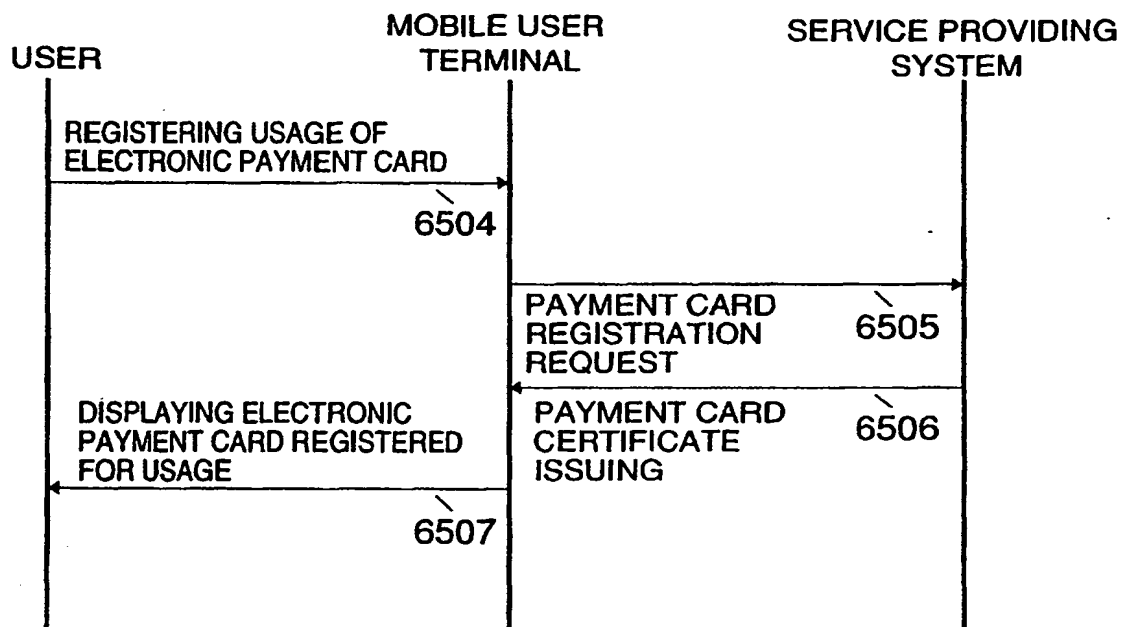 USER
MOBILE USER
TERMINAL
SERVICE PROVIDING
SYSTEM
REGISTERING USAGE OF
ELECTRONIC PAYMENT CARD
6504
PAYMENT CARD
REGISTRATION
REQUEST
6505
DISPLAYING ELECTRONIC
PAYMENT CARD REGISTERED
FOR USAGE
PAYMENT CARD
CERTIFICATE
ISSUING
6506
6507